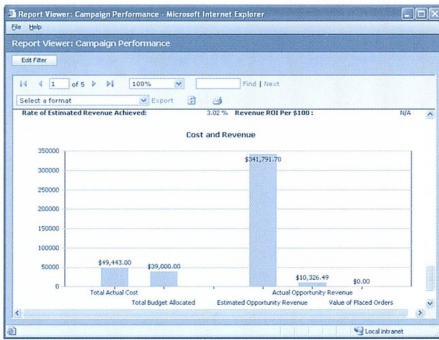 Report Viewer: Campaign Performance - Microsoft Internet Explorer
File Help
Report Viewer: Campaign Performance
Edit Filter
1 of 5 100% Find | Next
Select a format Export
Rate of Estimated Revenue Achieved: 3.02 % Revenue ROI Per $100 : N/A
Cost and Revenue
350000
$341,791.70
300000
250000
200000
150000
100000
50000
$49,443.00
$39,000.00
$10,326.49
$0.00
0
Total Actual Cost Actual Opportunity Revenue
Total Budget Allocated Estimated Opportunity Revenue Value of Placed Orders
Local intranet